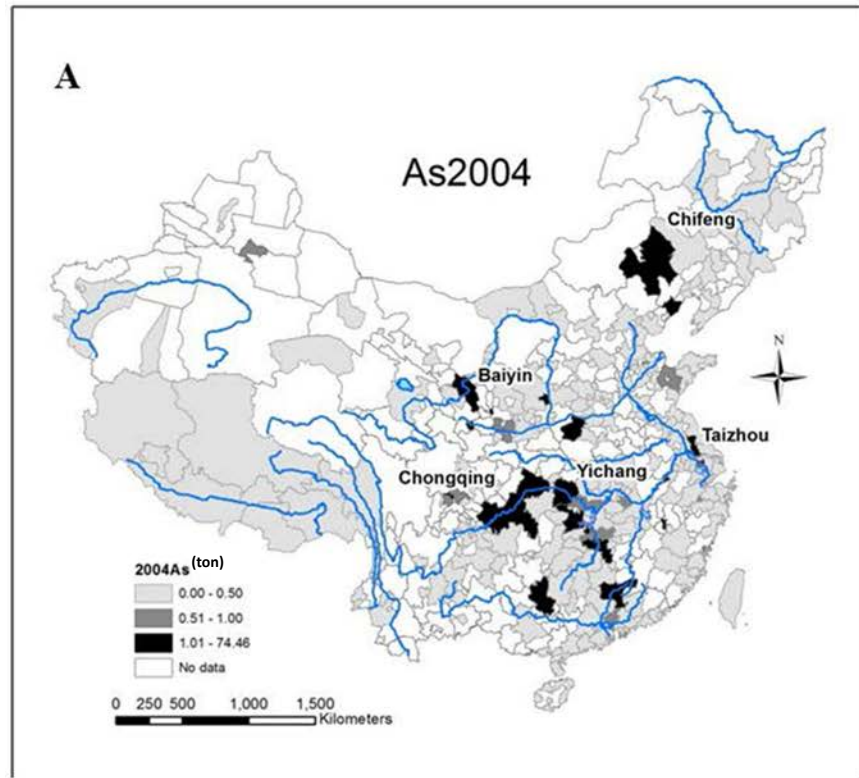 A
As2004
Chifeng
N
Baiyin
Taizhou
Chongqing
Yichang
2004As (ton)
0.00 - 0.50
0.51 - 1.00
1.01 - 74.46
No data
0 250 500 1,000 1,500
Kilometers